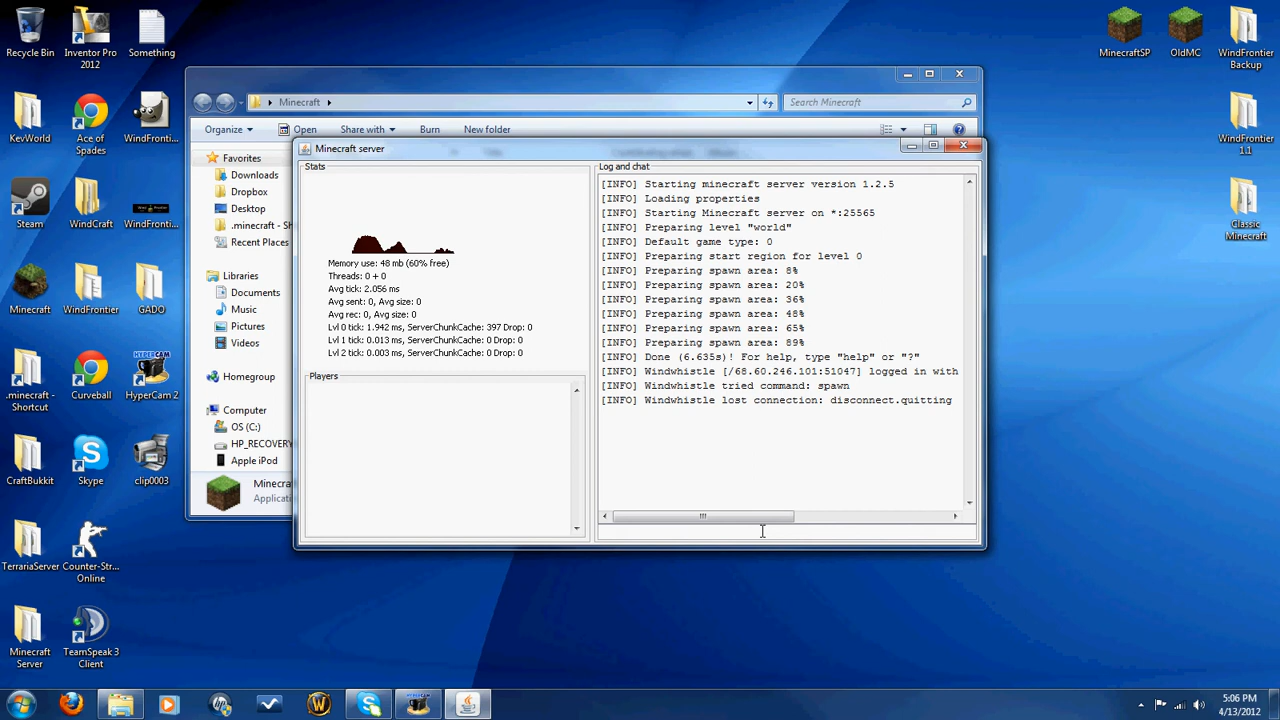 Recycle Bin
Inventor Pro
2012
Something
MinecraftSP
OldMC
WindFrontier
Backup
KevWorld
Ace of
Spades
WindFronti...
WindFrontier
1.1
Steam
WindCraft
WindFronti...
Classic
Minecraft
Minecraft
WindFrontier
GADO
.minecraft -
Shortcut
Curveball
HyperCam 2
CraftBukkit
Skype
clip0003
TerrariaServer
Counter-Str...
Online
Minecraft
Server
TeamSpeak 3
Client
Minecraft
Search Minecraft
Organize
Open
Share with
Burn
New folder
Favorites
Downloads
Dropbox
Desktop
.minecraft - Sh
Recent Places
Libraries
Documents
Music
Pictures
Videos
Homegroup
Computer
OS (C:)
HP_RECOVERY
Apple iPod
Minecra
Applicati
Minecraft server
Stats
Memory use: 48 mb (60% free)
Threads: 0 + 0
Avg tick: 2.056 ms
Avg sent: 0, Avg size: 0
Avg rec: 0, Avg size: 0
Lvl 0 tick: 1.942 ms, ServerChunkCache: 397 Drop: 0
Lvl 1 tick: 0.013 ms, ServerChunkCache: 0 Drop: 0
Lvl 2 tick: 0.003 ms, ServerChunkCache: 0 Drop: 0
Players
Log and chat
[INFO] Starting minecraft server version 1.2.5
[INFO] Loading properties
[INFO] Starting Minecraft server on *:25565
[INFO] Preparing level "world"
[INFO] Default game type: 0
[INFO] Preparing start region for level 0
[INFO] Preparing spawn area: 8%
[INFO] Preparing spawn area: 20%
[INFO] Preparing spawn area: 36%
[INFO] Preparing spawn area: 48%
[INFO] Preparing spawn area: 65%
[INFO] Preparing spawn area: 89%
[INFO] Done (6.635s)! For help, type "help" or "?"
[INFO] Windwhistle [/68.60.246.101:51047] logged in with
[INFO] Windwhistle tried command: spawn
[INFO] Windwhistle lost connection: disconnect.quitting
5:06 PM
4/13/2012